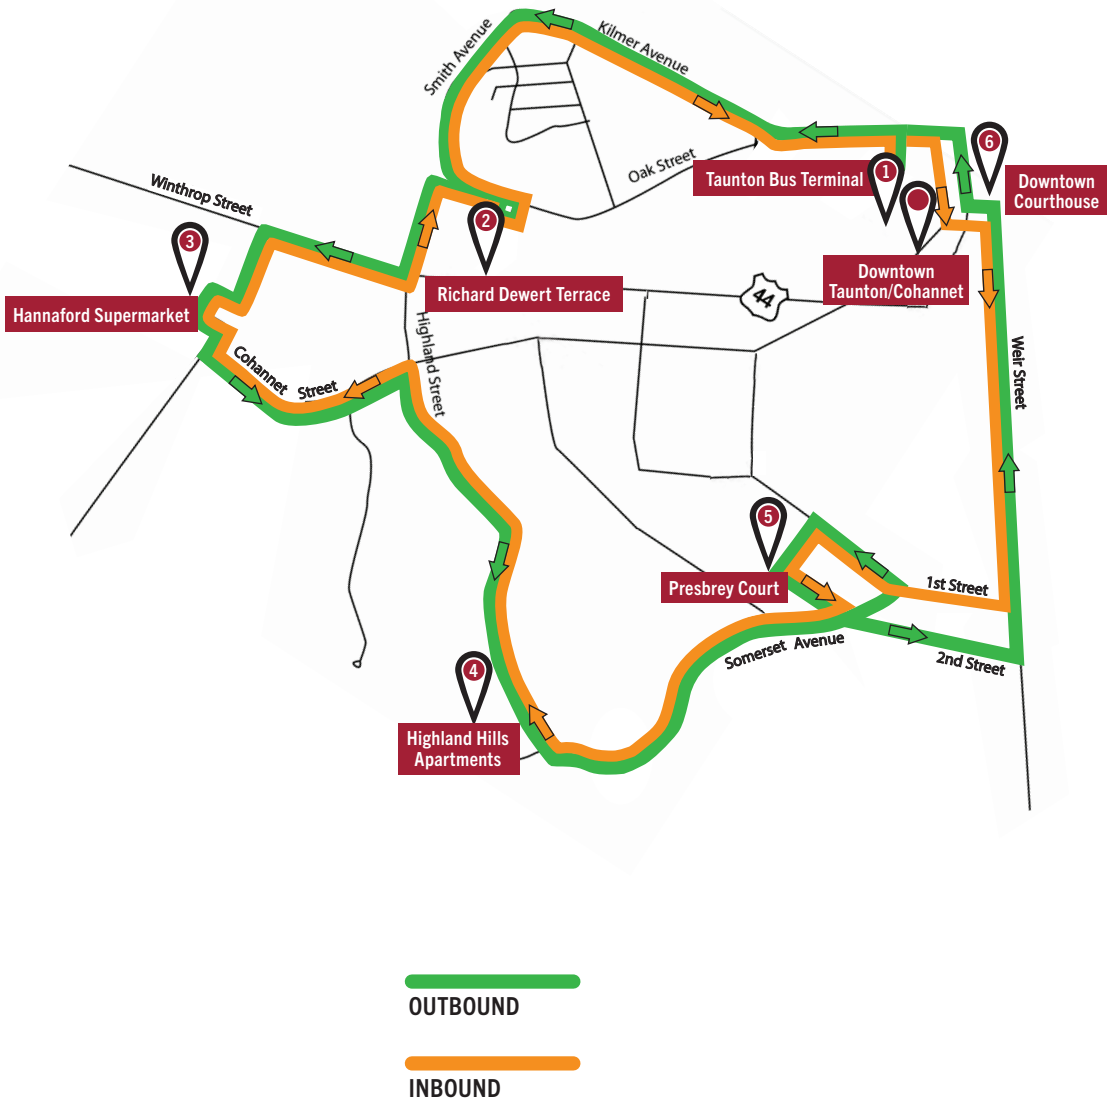 Kilmer Avenue
Smith Avenue
6
Oak Street
Taunton Bus Terminal
1
Downtown
Courthouse
Winthrop Street
2
3
Downtown
Taunton/Cohannet
Richard Dewert Terrace
44
Hannaford Supermarket
Highland Street
Weir Street
Cohannet Street
5
Presbrey Court
1st Street
Somerset Avenue
2nd Street
4
Highland Hills
Apartments
OUTBOUND
INBOUND